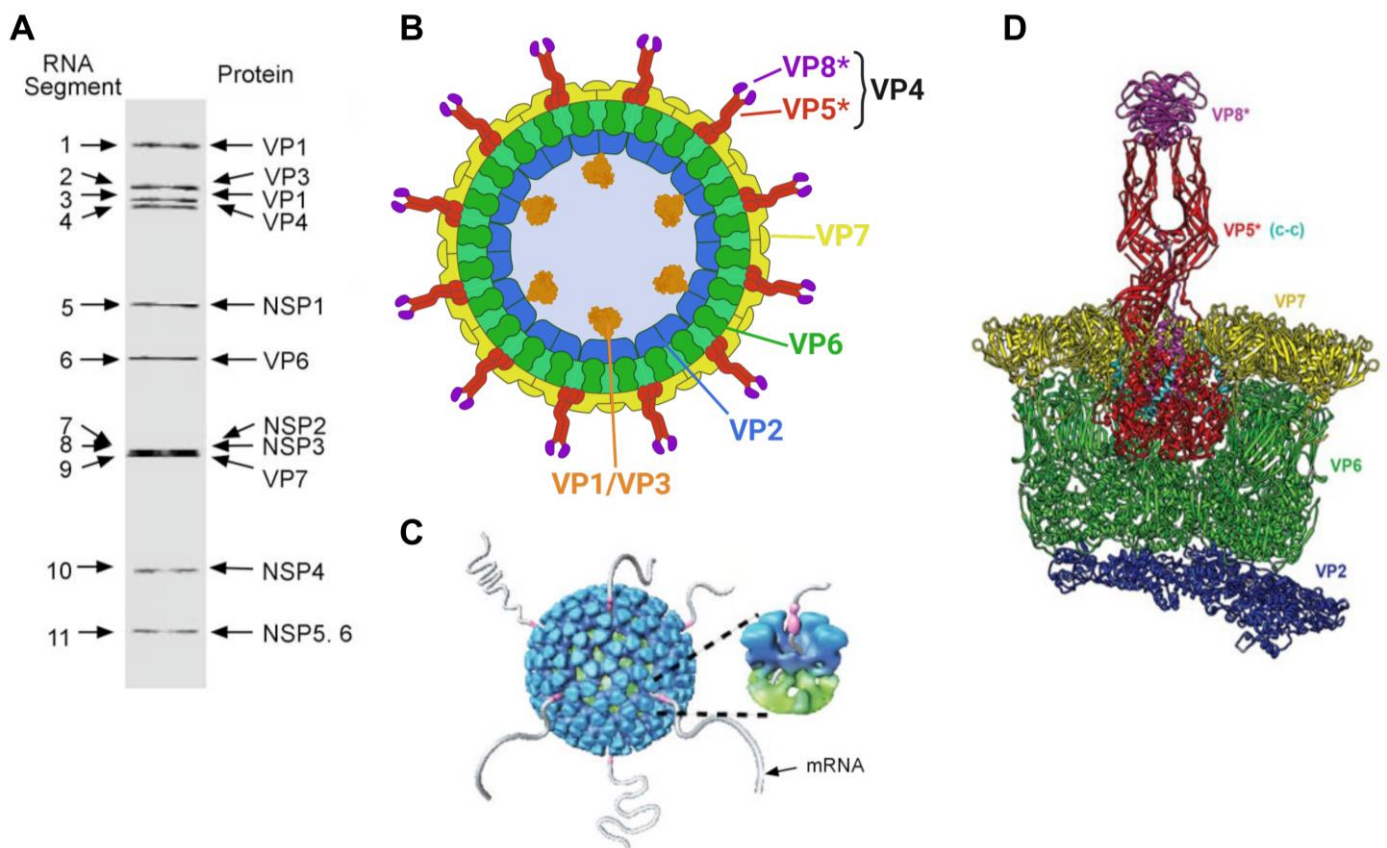 A
RNA Segment
Protein
1
VP1
2
VP3
3
VP1
4
VP4
5
NSP1
6
VP6
7
NSP2
8
NSP3
9
VP7
10
NSP4
11
NSP5. 6
B
VP8*
VP5*
VP4
VP7
VP6
VP2
VP1/VP3
C
mRNA
D
VP8*
VP5* (c-c)
VP7
VP6
VP2